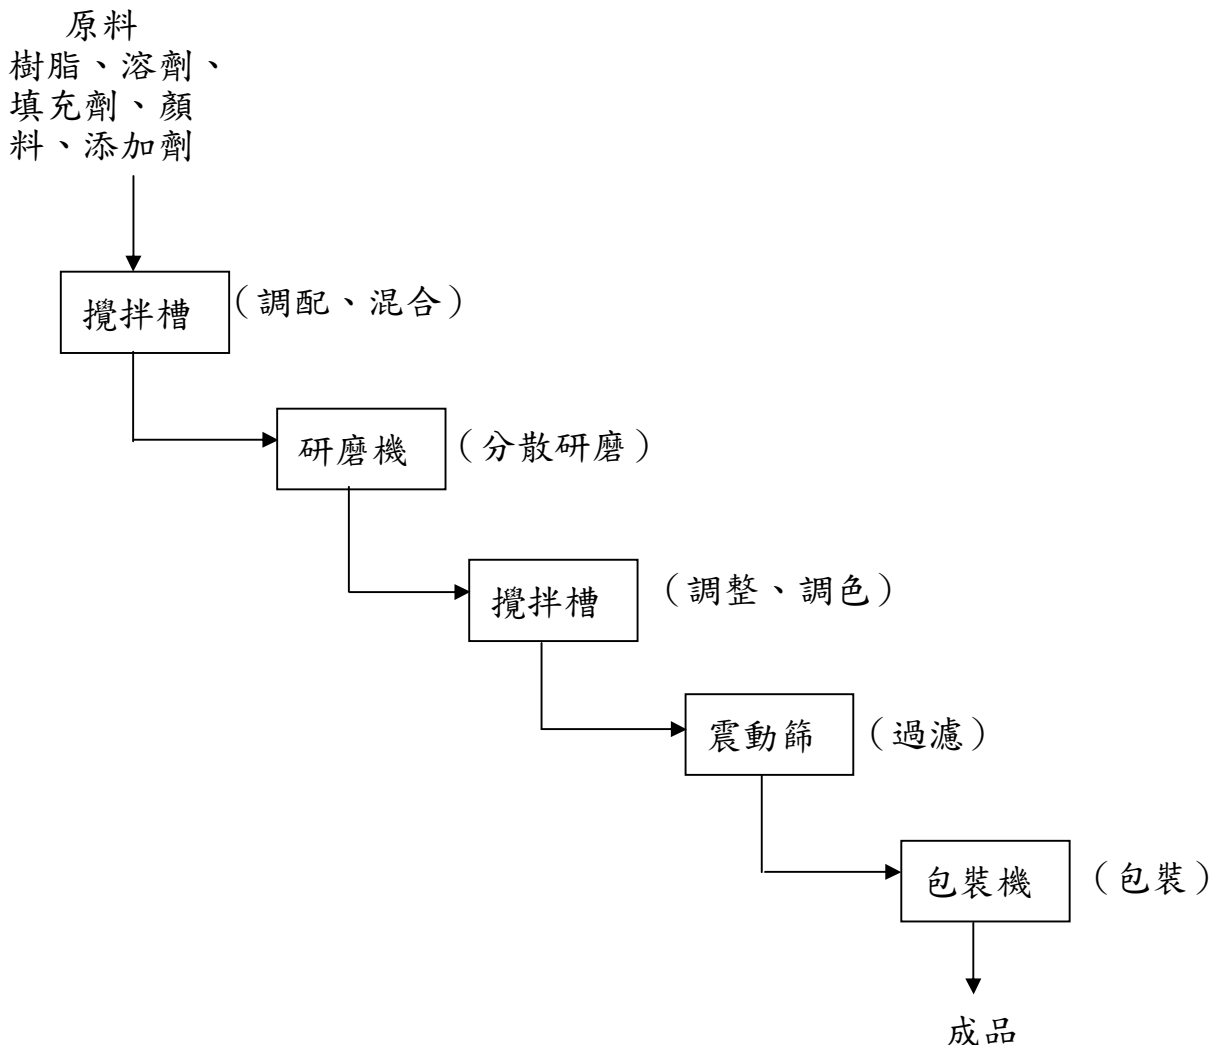 原料
樹脂、溶劑、
填充劑、顏
料、添加劑
攪拌槽
（調配、混合）
研磨機
（分散研磨）
攪拌槽
（調整、調色）
震動篩
（過濾）
包裝機
（包裝）
成品